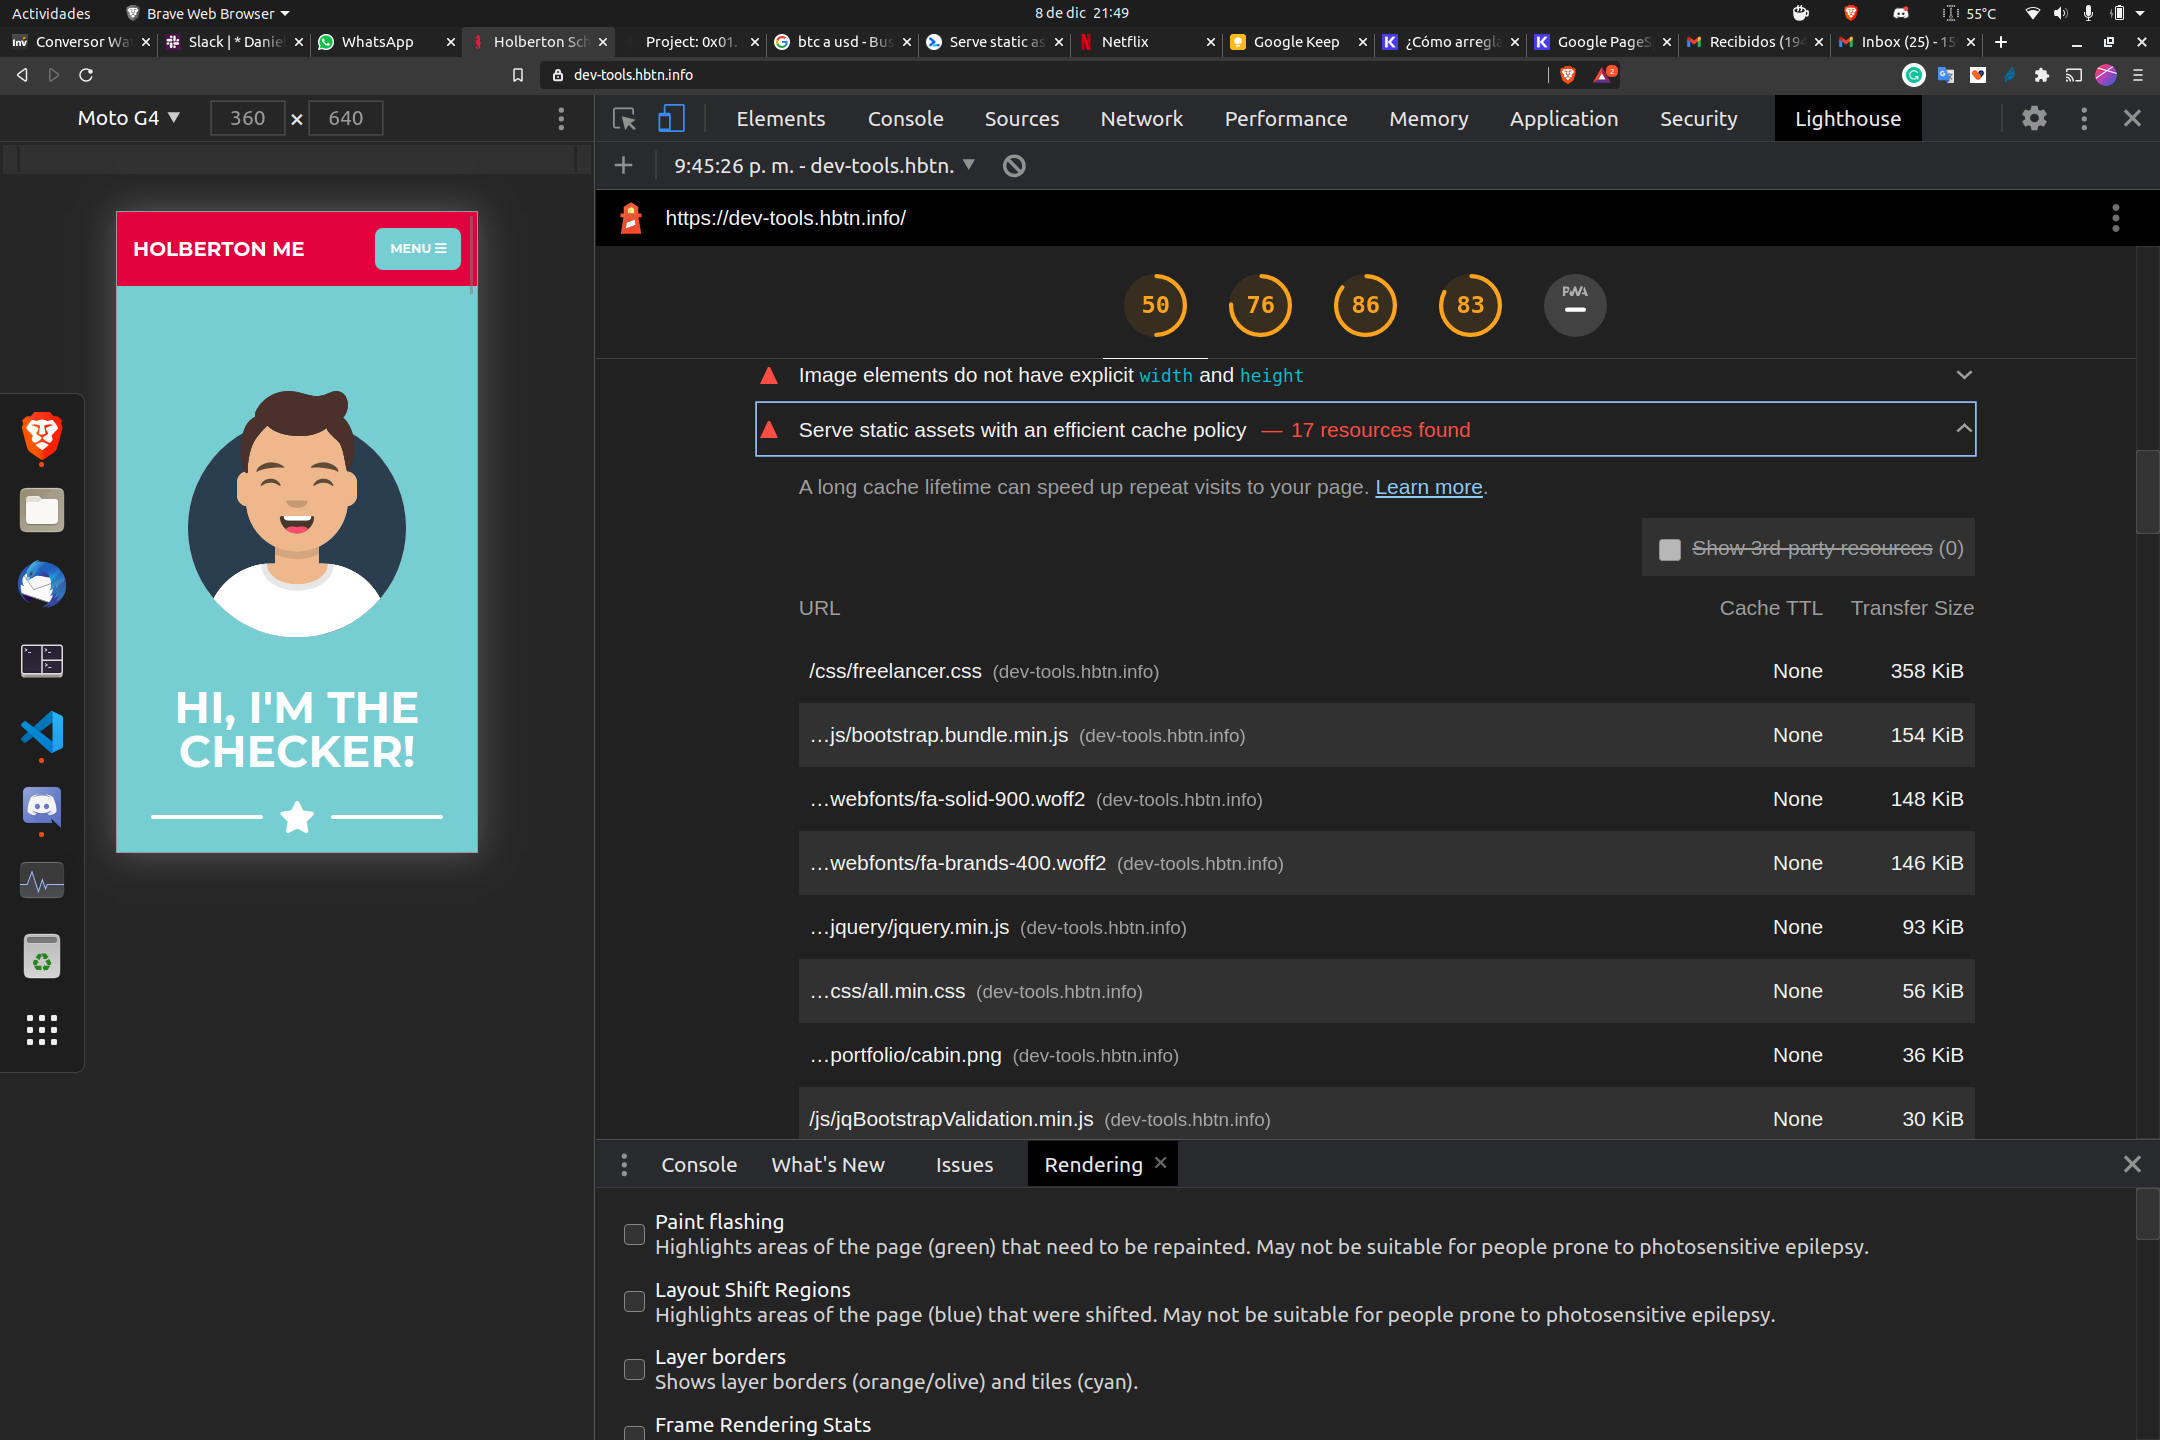 Actividades
Brave Web Browser
8 de dic 21:49
55°C
Conversor Wa
Slack | * Danie
WhatsApp
Holberton Sch
Project: 0x01.
btc a usd - Bus
Serve static as
Netflix
Google Keep
¿Cómo arregla
Google PageS
Recibidos (194
Inbox (25) - 15
dev-tools.hbtn.info
2
Moto G4
360
×
640
Elements
Console
Sources
Network
Performance
Memory
Application
Security
Lighthouse
9:45:26 p. m. - dev-tools.hbtn.
https://dev-tools.hbtn.info/
50
76
86
83
PWA
HOLBERTON ME
MENU
HI, I'M THE
CHECKER!
Image elements do not have explicit width and height
Serve static assets with an efficient cache policy — 17 resources found
A long cache lifetime can speed up repeat visits to your page. Learn more.
Show 3rd-party resources (0)
URL Cache TTL Transfer Size
/css/freelancer.css (dev-tools.hbtn.info) None 358 KiB
…js/bootstrap.bundle.min.js (dev-tools.hbtn.info) None 154 KiB
…webfonts/fa-solid-900.woff2 (dev-tools.hbtn.info) None 148 KiB
…webfonts/fa-brands-400.woff2 (dev-tools.hbtn.info) None 146 KiB
…jquery/jquery.min.js (dev-tools.hbtn.info) None 93 KiB
…css/all.min.css (dev-tools.hbtn.info) None 56 KiB
…portfolio/cabin.png (dev-tools.hbtn.info) None 36 KiB
/js/jqBootstrapValidation.min.js (dev-tools.hbtn.info) None 30 KiB
Console
What's New
Issues
Rendering
Paint flashing
Highlights areas of the page (green) that need to be repainted. May not be suitable for people prone to photosensitive epilepsy.
Layout Shift Regions
Highlights areas of the page (blue) that were shifted. May not be suitable for people prone to photosensitive epilepsy.
Layer borders
Shows layer borders (orange/olive) and tiles (cyan).
Frame Rendering Stats